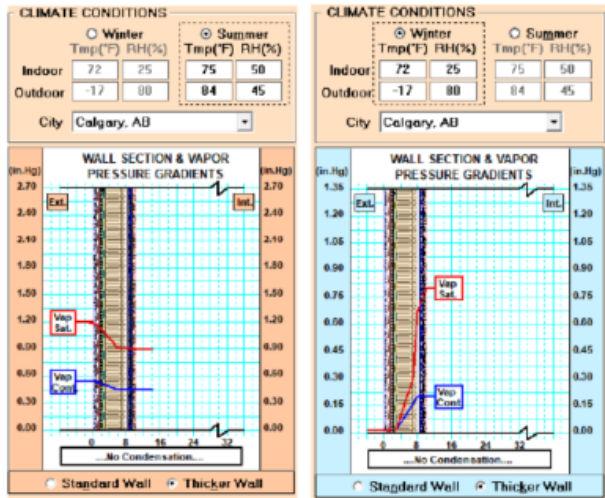 CLIMATE CONDITIONS
Winter Summer
Tmp(°F) RH(%) Tmp(°F) RH(%)
Indoor 72 25 75 50
Outdoor -17 80 84 45
City Calgary, AB
WALL SECTION & VAPOR
PRESSURE GRADIENTS
(in.Hg) (in.Hg)
2.70 2.70
Ext. Int.
2.40 2.40
2.10 2.10
1.80 1.80
1.50 1.50
1.20 1.20
Vap
Sat.
0.90 0.90
0.60 0.60
Vap
Cont
0.30 0.30
0.00 0.00
0 8 16 24 32
....No Condensation....
Standard Wall Thicker Wall
CLIMATE CONDITIONS
Winter Summer
Tmp(°F) RH(%) Tmp(°F) RH(%)
Indoor 72 25 75 50
Outdoor -17 80 84 45
City Calgary, AB
WALL SECTION & VAPOR
PRESSURE GRADIENTS
(in.Hg) (in.Hg)
1.35 1.35
Ext. Int.
1.20 1.20
1.05 1.05
0.90 0.90
Vap
Sat.
0.75 0.75
0.60 0.60
0.45 0.45
0.30 0.30
Vap
Cont
0.15 0.15
0.00 0.00
0 8 16 24 32
....No Condensation....
Standard Wall Thicker Wall